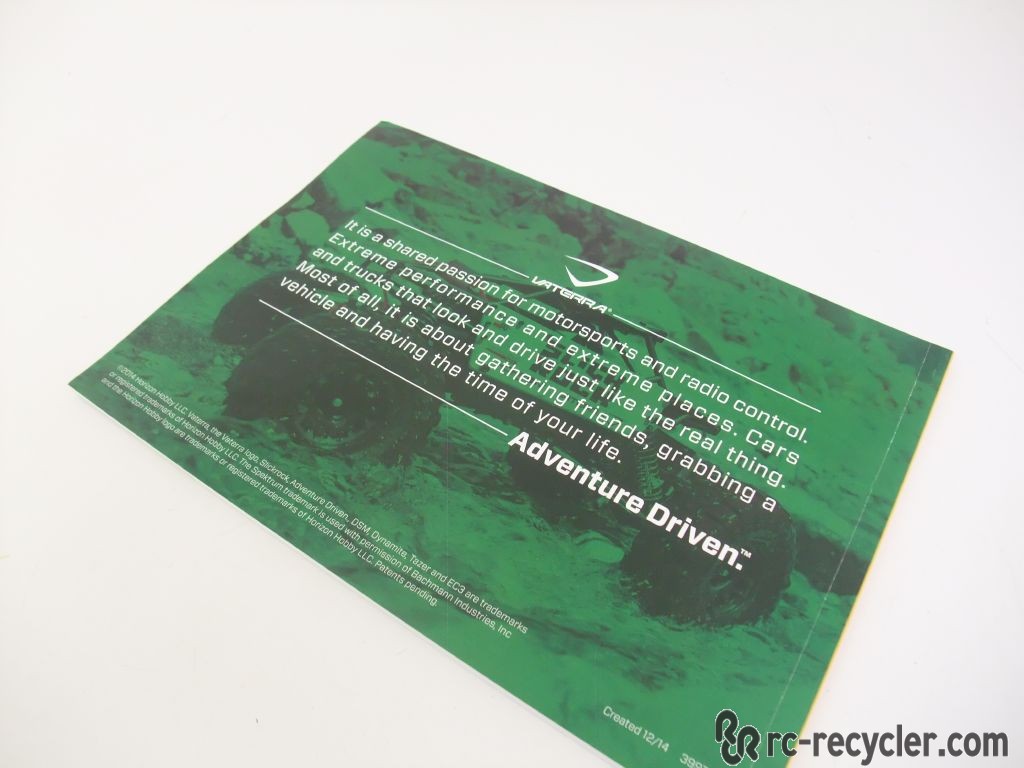 VATERRA®
It is a shared passion for motorsports and radio control.
Extreme performance and extreme places. Cars
and trucks that look and drive just like the real thing.
Most of all, it is about gathering friends, grabbing a
vehicle and having the time of your life.
Adventure Driven.™
©2014 Horizon Hobby LLC. Vaterra, the Vaterra logo, Slickrock, Adventure Driven, DSM, Dynamite, Tazer and EC3 are trademarks
or registered trademarks of Horizon Hobby LLC. The Spektrum trademark is used with permission of Bachmann Industries, Inc
and the Horizon Hobby logo are trademarks or registered trademarks of Horizon Hobby LLC. Patents pending.
Created 12/14
rc-recycler.com